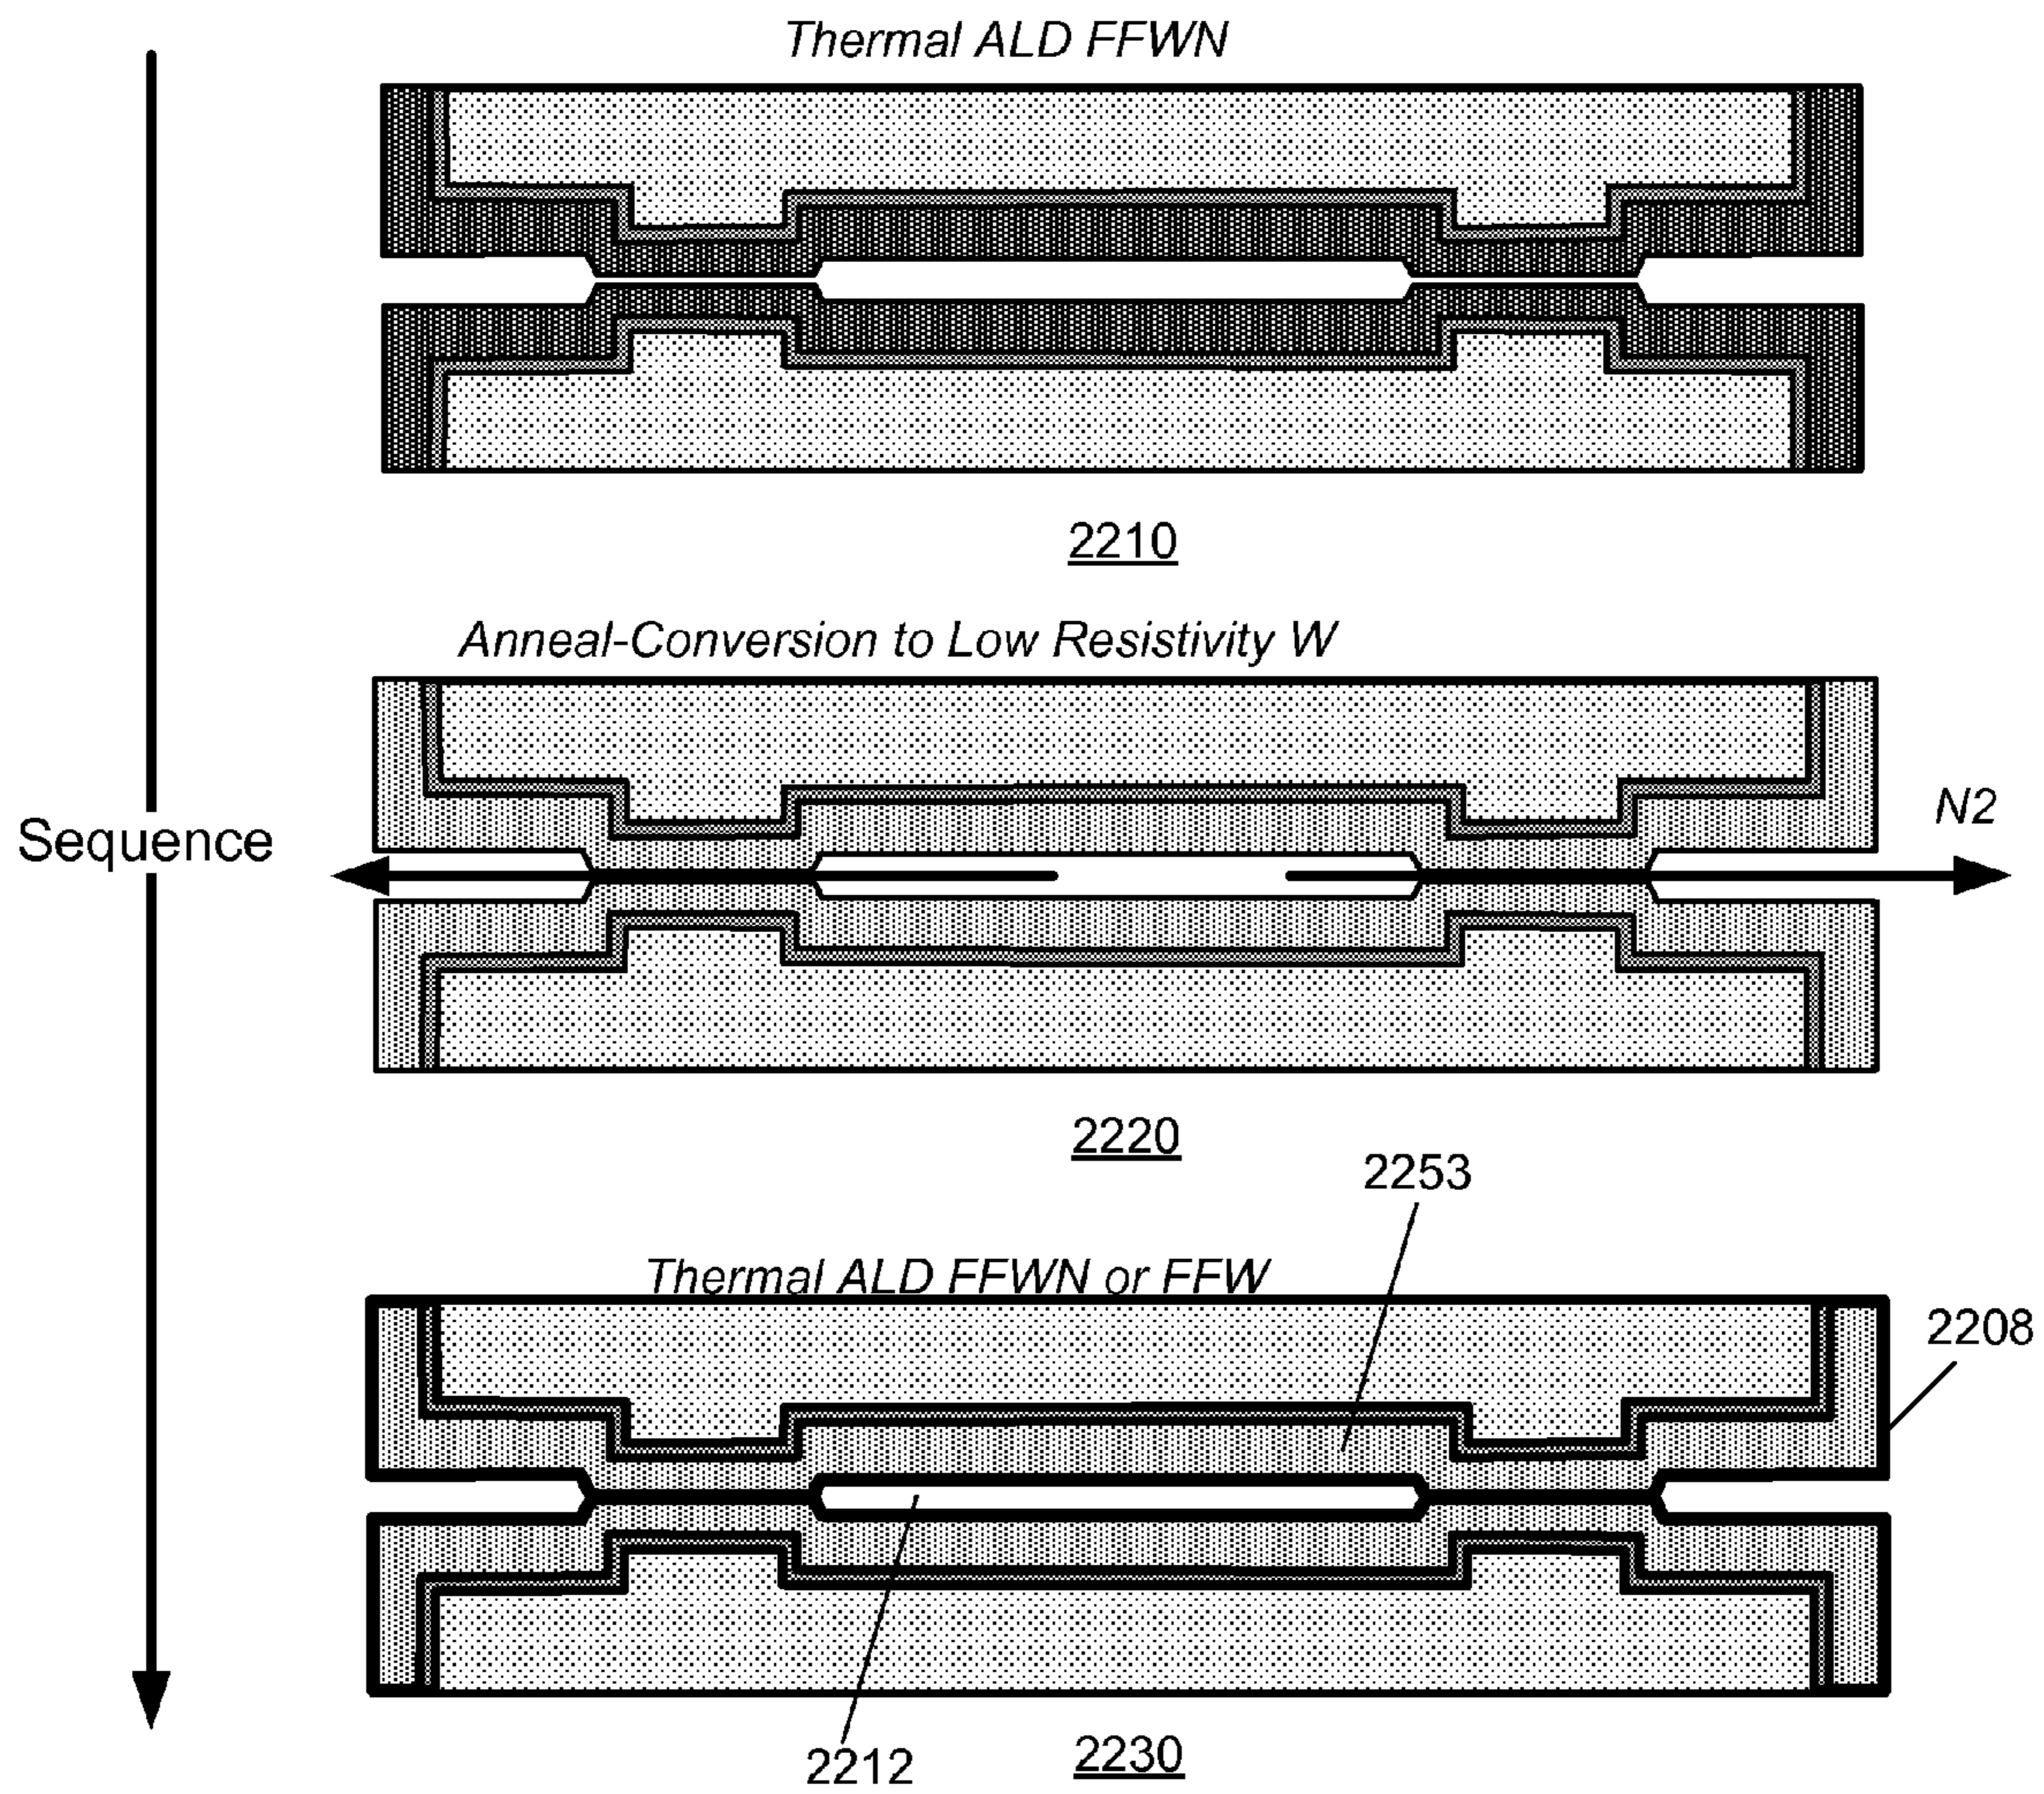 Thermal ALD FFWN
2210
Anneal-Conversion to Low Resistivity W
N2
Sequence
2220
2253
Thermal ALD FFWN or FFW
2208
2212
2230